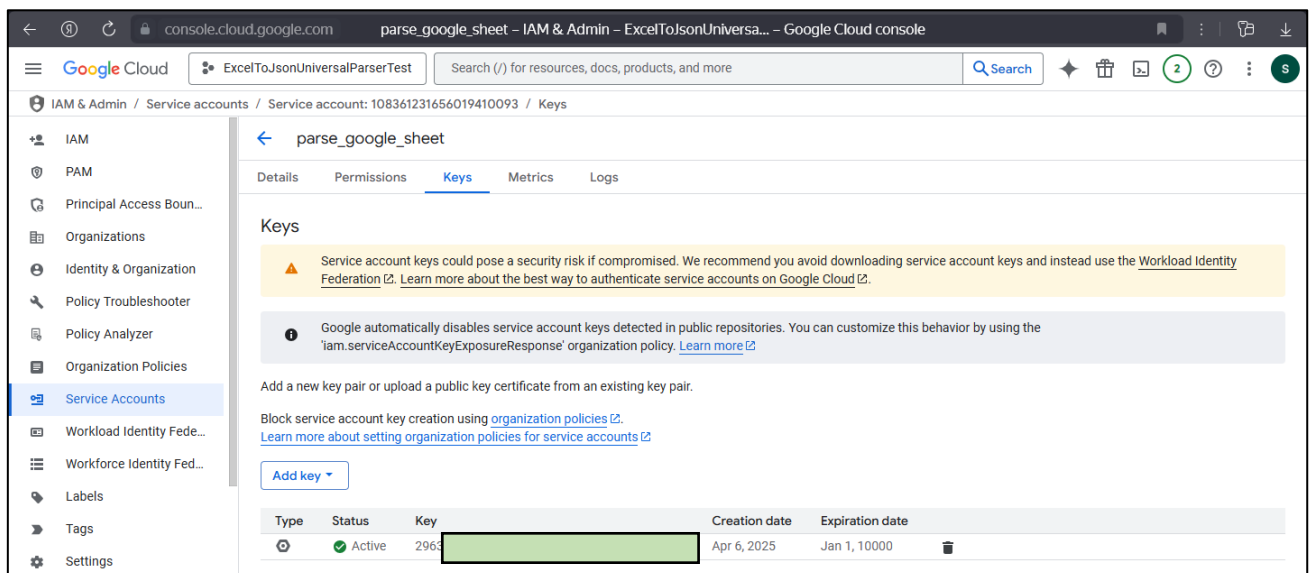 console.cloud.google.com parse_google_sheet – IAM & Admin – ExcelToJsonUniversa... – Google Cloud console
Google Cloud ExcelToJsonUniversalParserTest Search (/) for resources, docs, products, and more Search 2 S
IAM & Admin / Service accounts / Service account: 108361231656019410093 / Keys
IAM
PAM
Principal Access Boun...
Organizations
Identity & Organization
Policy Troubleshooter
Policy Analyzer
Organization Policies
Service Accounts
Workload Identity Fede...
Workforce Identity Fed...
Labels
Tags
Settings
parse_google_sheet
Details Permissions Keys Metrics Logs
Keys
Service account keys could pose a security risk if compromised. We recommend you avoid downloading service account keys and instead use the Workload Identity
Federation. Learn more about the best way to authenticate service accounts on Google Cloud.
Google automatically disables service account keys detected in public repositories. You can customize this behavior by using the
'iam.serviceAccountKeyExposureResponse' organization policy. Learn more
Add a new key pair or upload a public key certificate from an existing key pair.
Block service account key creation using organization policies.
Learn more about setting organization policies for service accounts
Add key
Type Status Key Creation date Expiration date
Active 2963 Apr 6, 2025 Jan 1, 10000